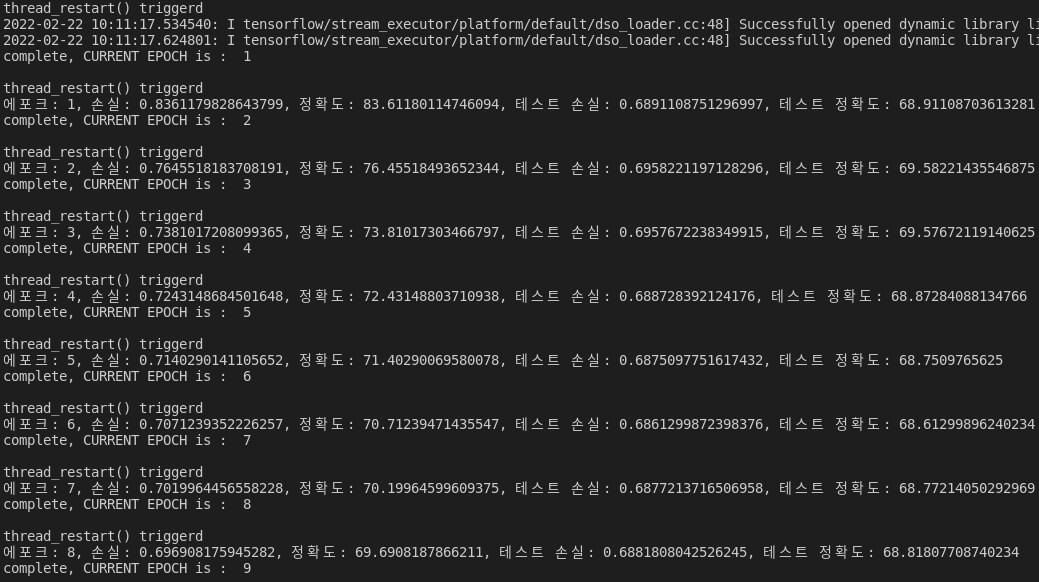 thread_restart() triggerd
2022-02-22 10:11:17.534540: I tensorflow/stream_executor/platform/default/dso_loader.cc:48] Successfully opened dynamic library
2022-02-22 10:11:17.624801: I tensorflow/stream_executor/platform/default/dso_loader.cc:48] Successfully opened dynamic library
complete, CURRENT EPOCH is :  1
thread_restart() triggerd
에포크: 1, 손실: 0.8361179828643799, 정확도: 83.61180114746094, 테스트 손실: 0.6891108751296997, 테스트 정확도: 68.91108703613281
complete, CURRENT EPOCH is :  2
thread_restart() triggerd
에포크: 2, 손실: 0.7645518183708191, 정확도: 76.45518493652344, 테스트 손실: 0.6958221197128296, 테스트 정확도: 69.58221435546875
complete, CURRENT EPOCH is :  3
thread_restart() triggerd
에포크: 3, 손실: 0.7381017208099365, 정확도: 73.81017303466797, 테스트 손실: 0.6957672238349915, 테스트 정확도: 69.57672119140625
complete, CURRENT EPOCH is :  4
thread_restart() triggerd
에포크: 4, 손실: 0.7243148684501648, 정확도: 72.43148803710938, 테스트 손실: 0.688728392124176, 테스트 정확도: 68.87284088134766
complete, CURRENT EPOCH is :  5
thread_restart() triggerd
에포크: 5, 손실: 0.7140290141105652, 정확도: 71.40290069580078, 테스트 손실: 0.6875097751617432, 테스트 정확도: 68.7509765625
complete, CURRENT EPOCH is :  6
thread_restart() triggerd
에포크: 6, 손실: 0.7071239352226257, 정확도: 70.71239471435547, 테스트 손실: 0.6861299872398376, 테스트 정확도: 68.61299896240234
complete, CURRENT EPOCH is :  7
thread_restart() triggerd
에포크: 7, 손실: 0.7019964456558228, 정확도: 70.19964599609375, 테스트 손실: 0.6877213716506958, 테스트 정확도: 68.77214050292969
complete, CURRENT EPOCH is :  8
thread_restart() triggerd
에포크: 8, 손실: 0.696908175945282, 정확도: 69.6908187866211, 테스트 손실: 0.6881808042526245, 테스트 정확도: 68.81807708740234
complete, CURRENT EPOCH is :  9